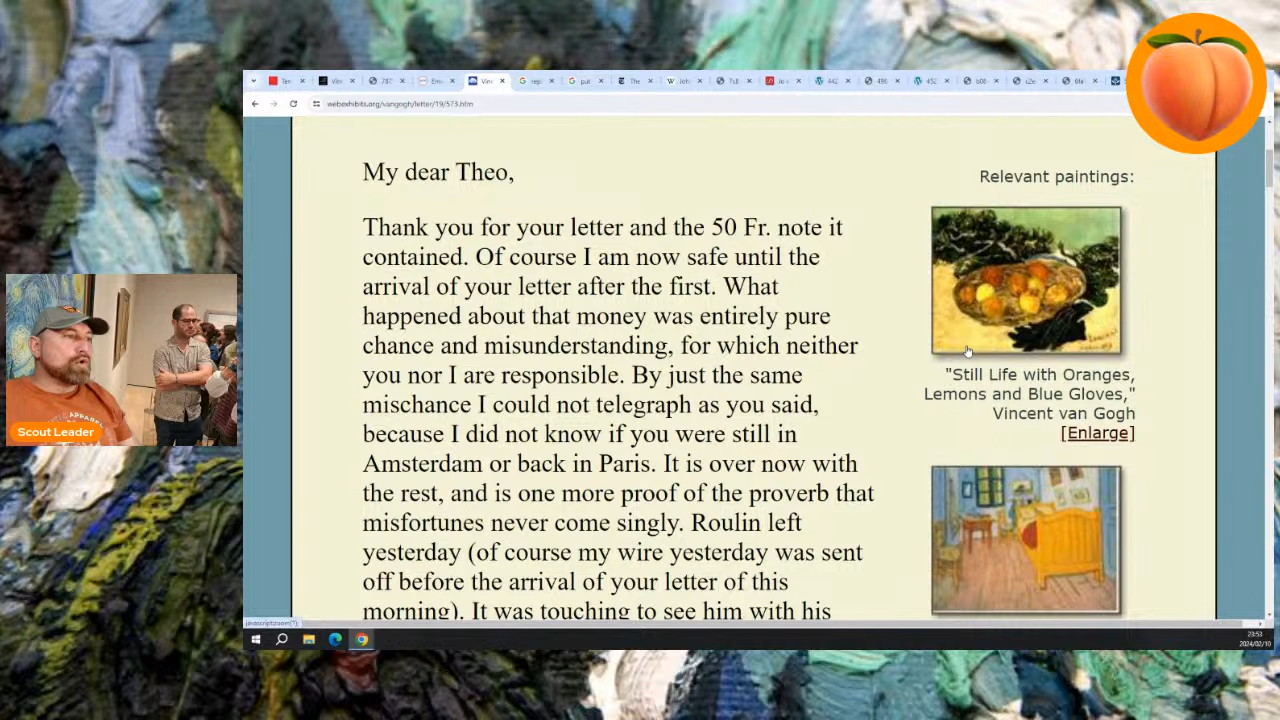 webexhibits.org/vangogh/letter/19/573.htm
My dear Theo,
Thank you for your letter and the 50 Fr. note it
contained. Of course I am now safe until the
arrival of your letter after the first. What
happened about that money was entirely pure
chance and misunderstanding, for which neither
you nor I are responsible. By just the same
mischance I could not telegraph as you said,
because I did not know if you were still in
Amsterdam or back in Paris. It is over now with
the rest, and is one more proof of the proverb that
misfortunes never come singly. Roulin left
yesterday (of course my wire yesterday was sent
off before the arrival of your letter of this
morning). It was touching to see him with his
Relevant paintings:
"Still Life with Oranges,
Lemons and Blue Gloves,"
Vincent van Gogh
[Enlarge]
Scout Leader
23:53
2024/02/10